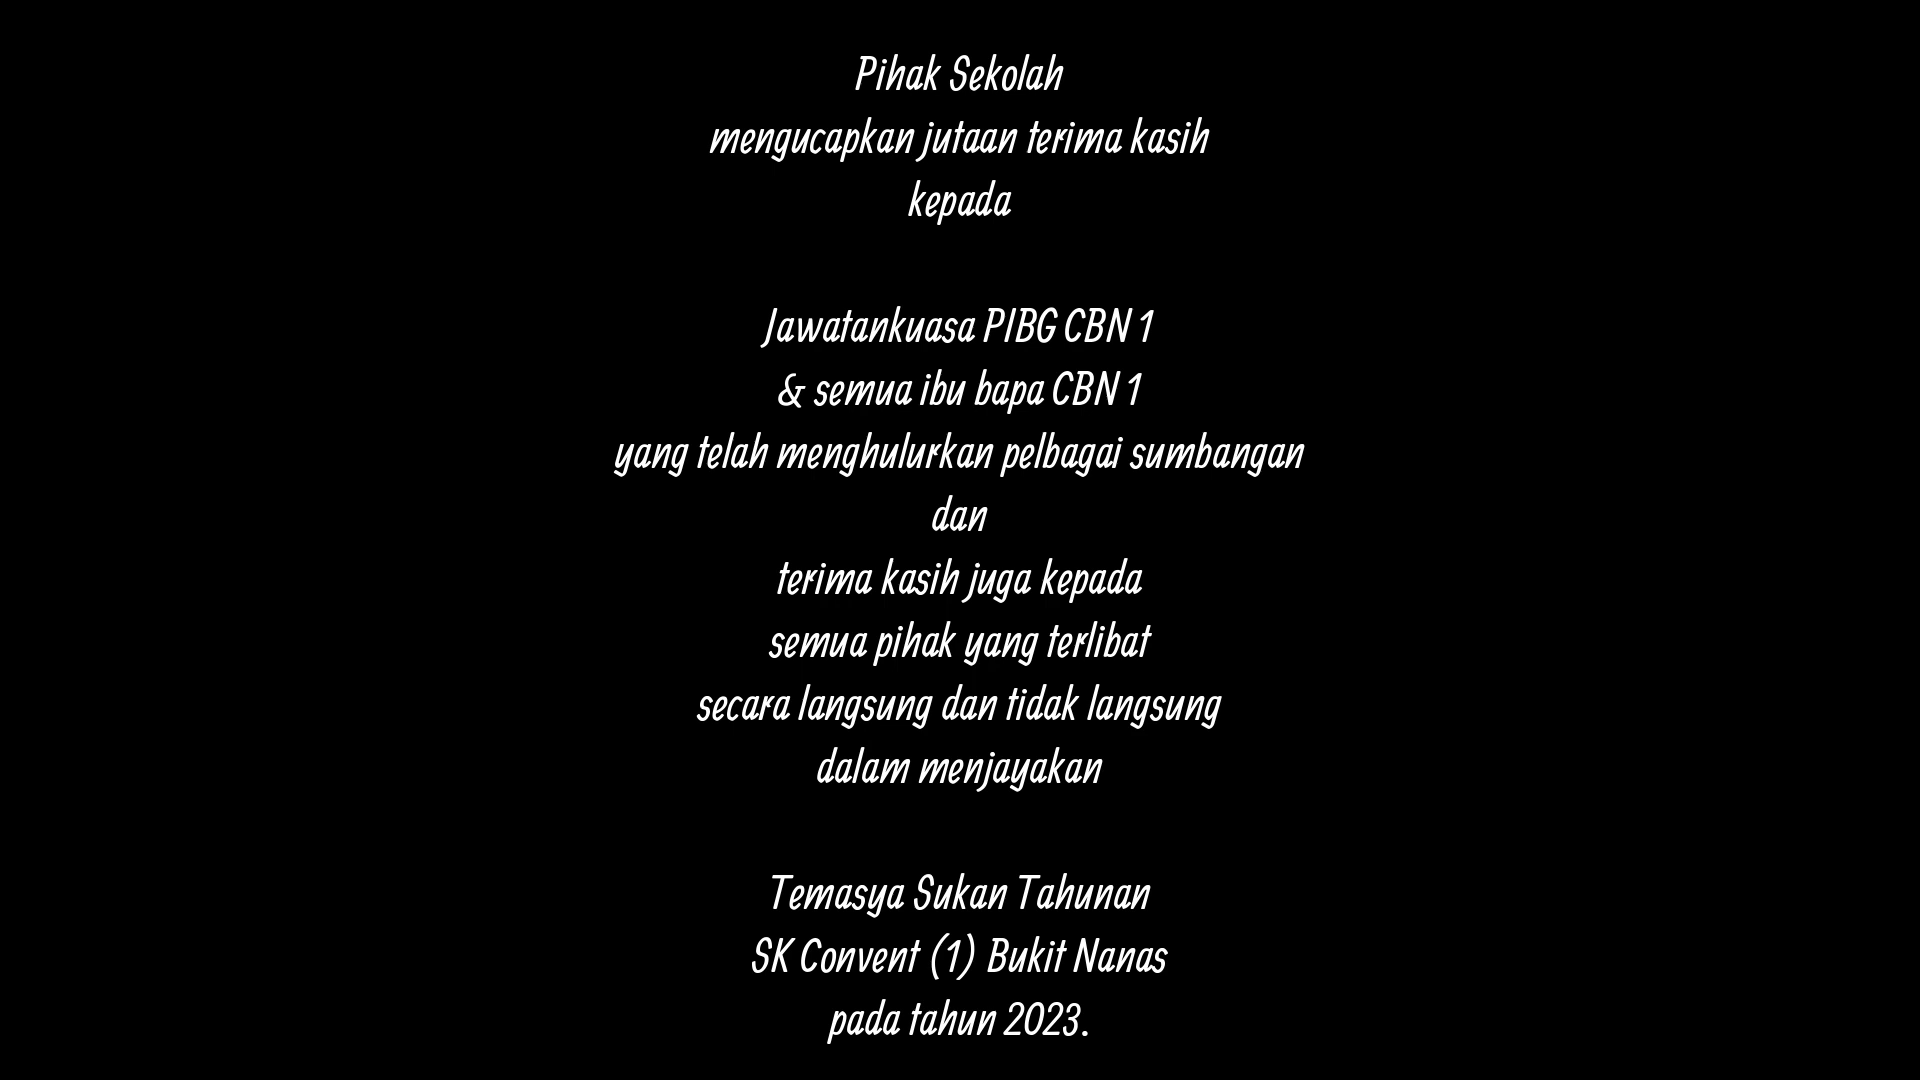 Pihak Sekolah
mengucapkan jutaan terima kasih
kepada
Jawatankuasa PIBG CBN 1
& semua ibu bapa CBN 1
yang telah menghulurkan pelbagai sumbangan
dan
terima kasih juga kepada
semua pihak yang terlibat
secara langsung dan tidak langsung
dalam menjayakan
Temasya Sukan Tahunan
SK Convent (1) Bukit Nanas
pada tahun 2023.